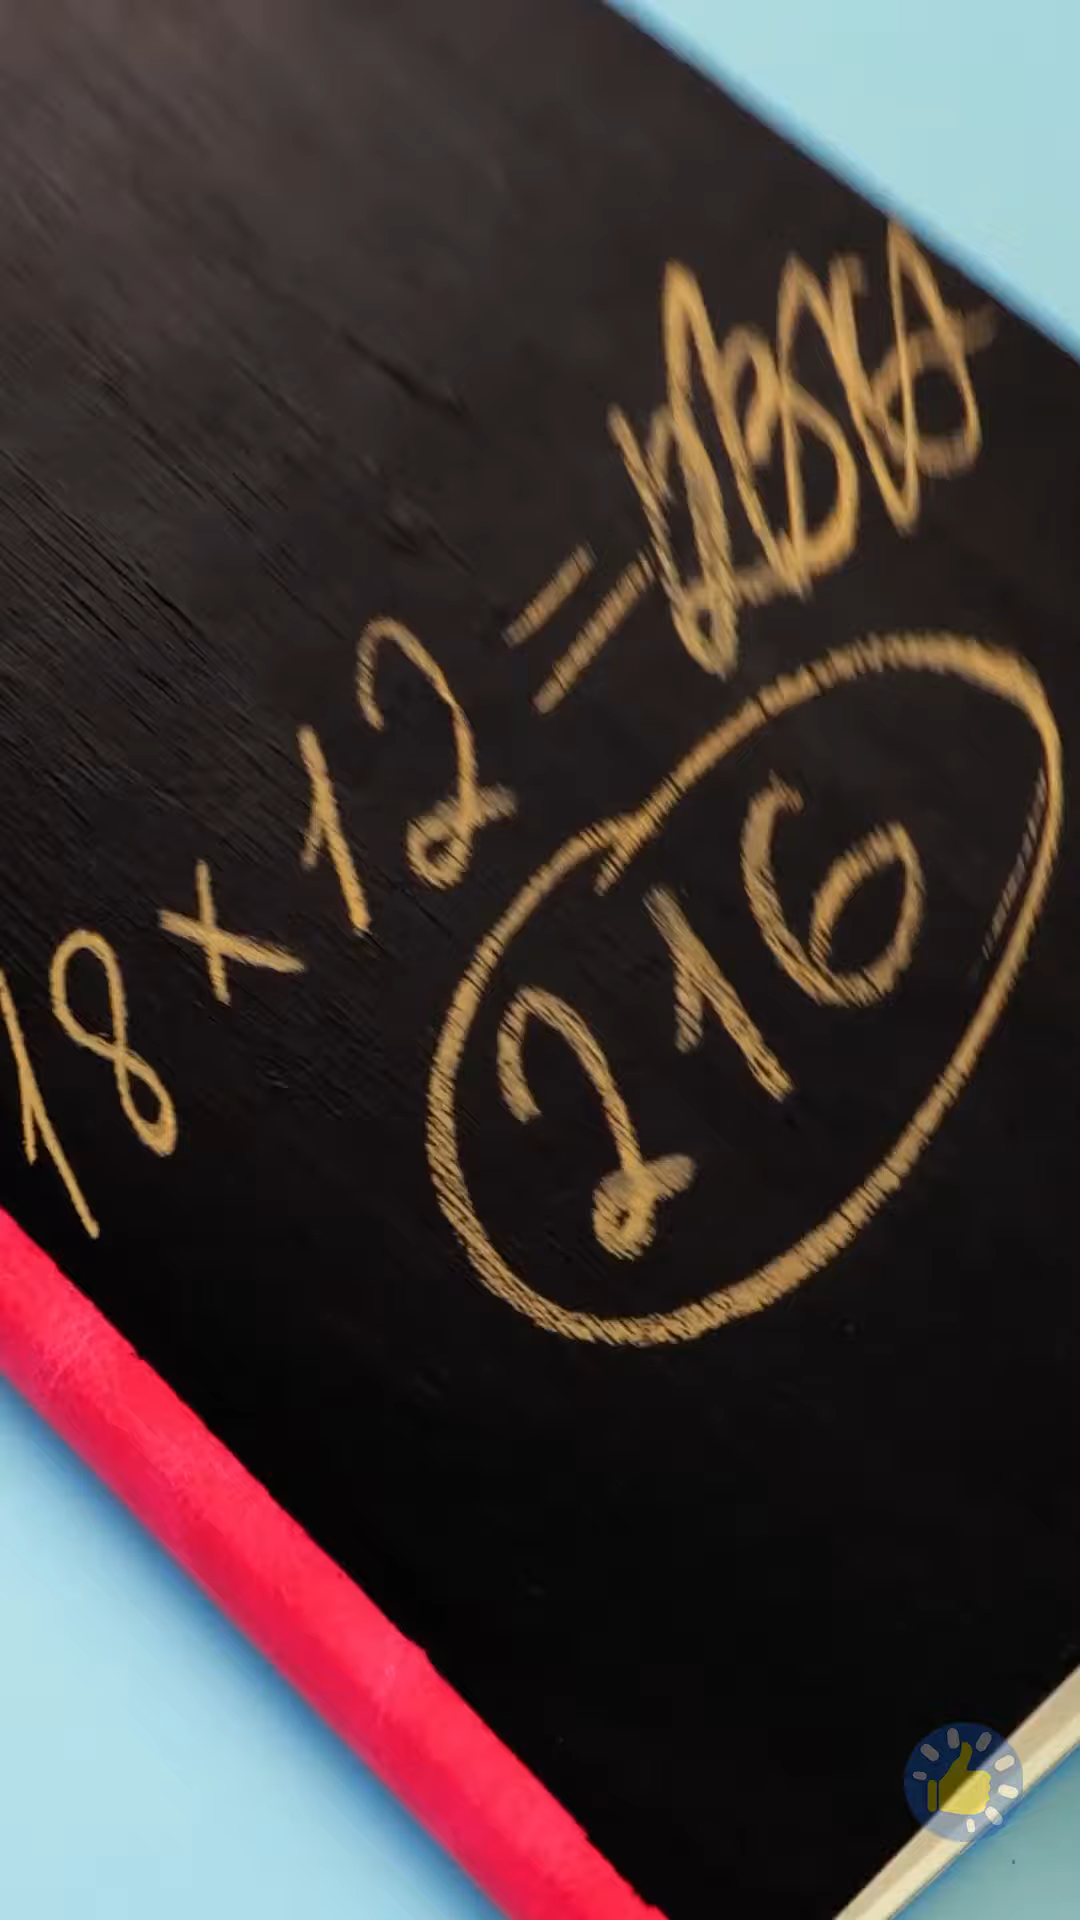 18 × 12 =
216